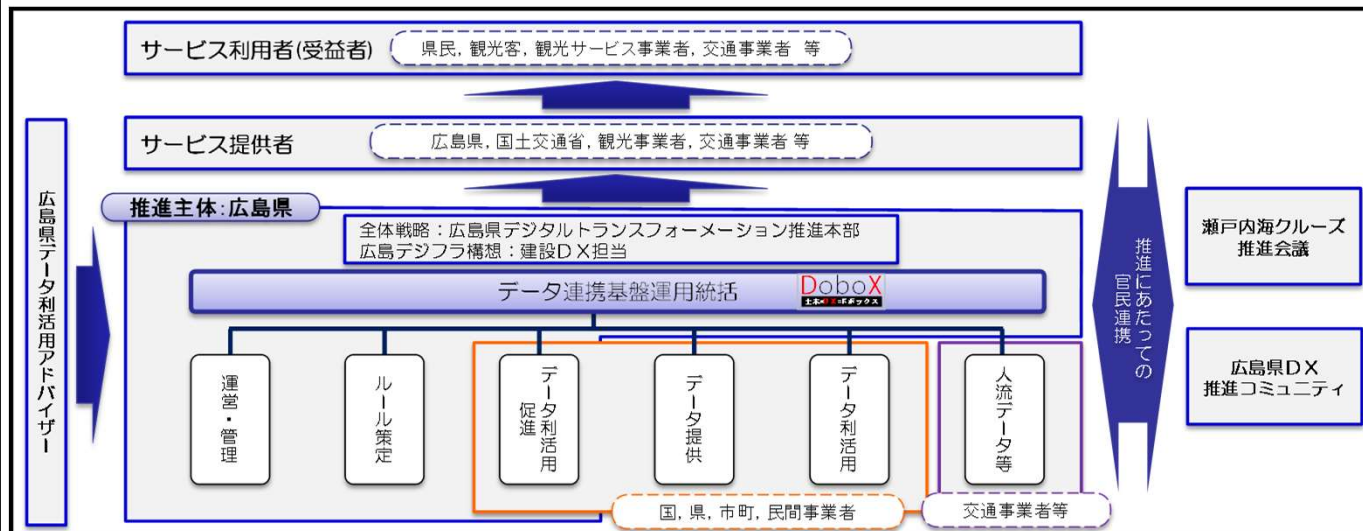 サービス利用者(受益者)
県民, 観光客, 観光サービス事業者, 交通事業者 等
サービス提供者
広島県, 国土交通省, 観光事業者, 交通事業者 等
広島県データ利活用アドバイザー
推進主体:広島県
全体戦略：広島県デジタルトランスフォーメーション推進本部
広島デジフラ構想：建設DX担当
データ連携基盤運用統括
DoboX
土木×DX=ドボックス
運営・管理
ルール策定
データ利活用
促進
データ提供
データ利活用
人流データ等
国, 県, 市町, 民間事業者
交通事業者等
推進にあたっての
官民連携
瀬戸内海クルーズ
推進会議
広島県DX
推進コミュニティ